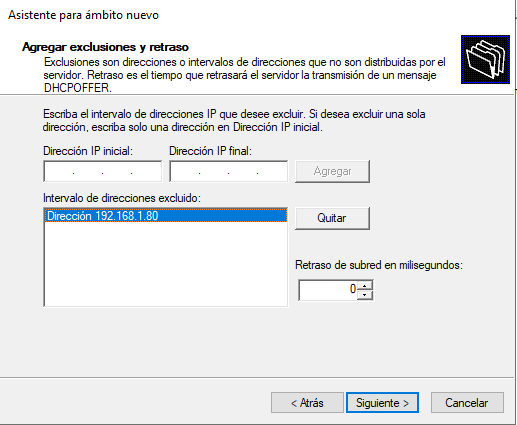 Asistente para ámbito nuevo
Agregar exclusiones y retraso
Exclusiones son direcciones o intervalos de direcciones que no son distribuidas por el
servidor. Retraso es el tiempo que retrasará el servidor la transmisión de un mensaje
DHCPOFFER.
Escriba el intervalo de direcciones IP que desee excluir. Si desea excluir una sola
dirección, escriba solo una dirección en Dirección IP inicial.
Dirección IP inicial: Dirección IP final:
. . . . . . Agregar
Intervalo de direcciones excluido:
Dirección 192.168.1.80 Quitar
Retraso de subred en milisegundos:
0
< Atrás Siguiente > Cancelar